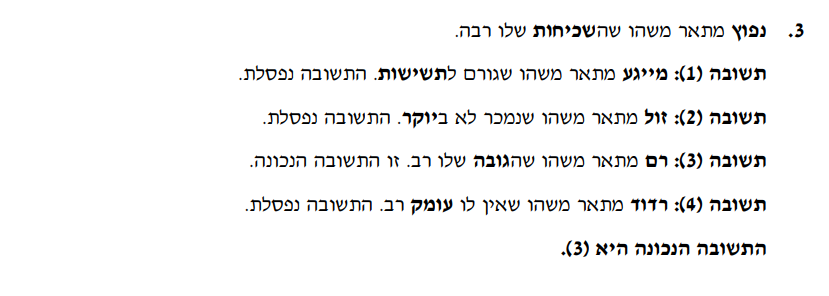 3. נפוץ מתאר משהו שהשכיחות שלו רבה.
תשובה (1): מייגע מתאר משהו שגורם לתשישות. התשובה נפסלת.
תשובה (2): זול מתאר משהו שנמכר לא ביוקר. התשובה נפסלת.
תשובה (3): רם מתאר משהו שהגובה שלו רב. זו התשובה הנכונה.
תשובה (4): רדוד מתאר משהו שאין לו עומק רב. התשובה נפסלת.
התשובה הנכונה היא (3).